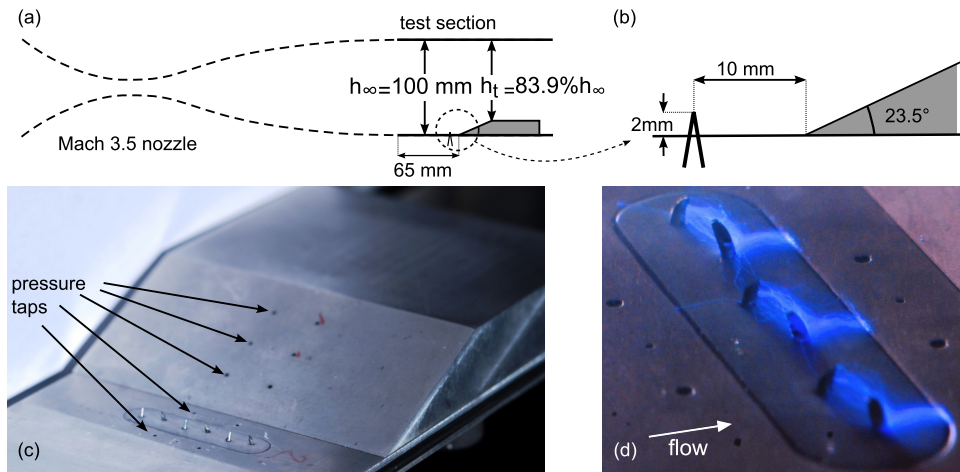 (a)
test section
(b)
h∞=100 mm
ht=83.9%h∞
10 mm
2mm
23.5°
Mach 3.5 nozzle
65 mm
pressure
taps
(c)
(d)
flow